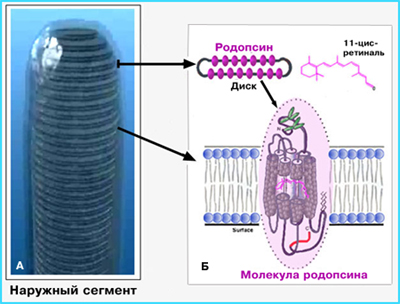 Родопсин
11-цис-
ретиналь
Диск
Surface
А
Б
Молекула родопсина
Наружный сегмент